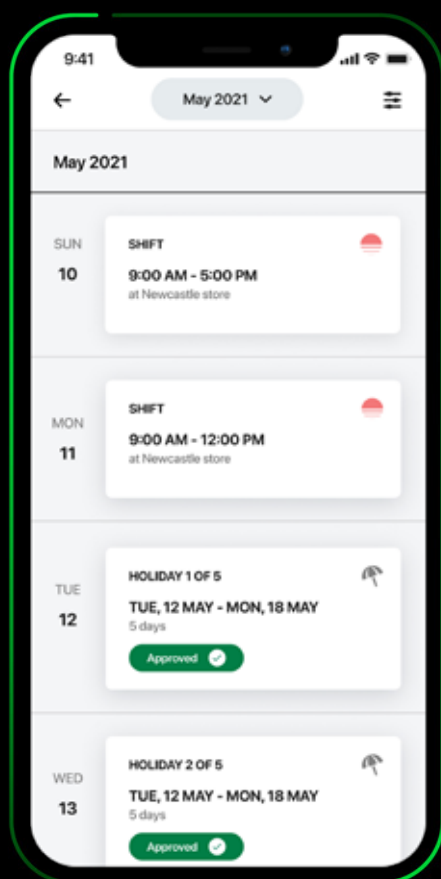 9:41
May 2021
May 2021
SUN
10
SHIFT
9:00 AM - 5:00 PM
at Newcastle store
MON
11
SHIFT
9:00 AM - 12:00 PM
at Newcastle store
TUE
12
HOLIDAY 1 OF 5
TUE, 12 MAY - MON, 18 MAY
5 days
Approved
WED
13
HOLIDAY 2 OF 5
TUE, 12 MAY - MON, 18 MAY
5 days
Approved